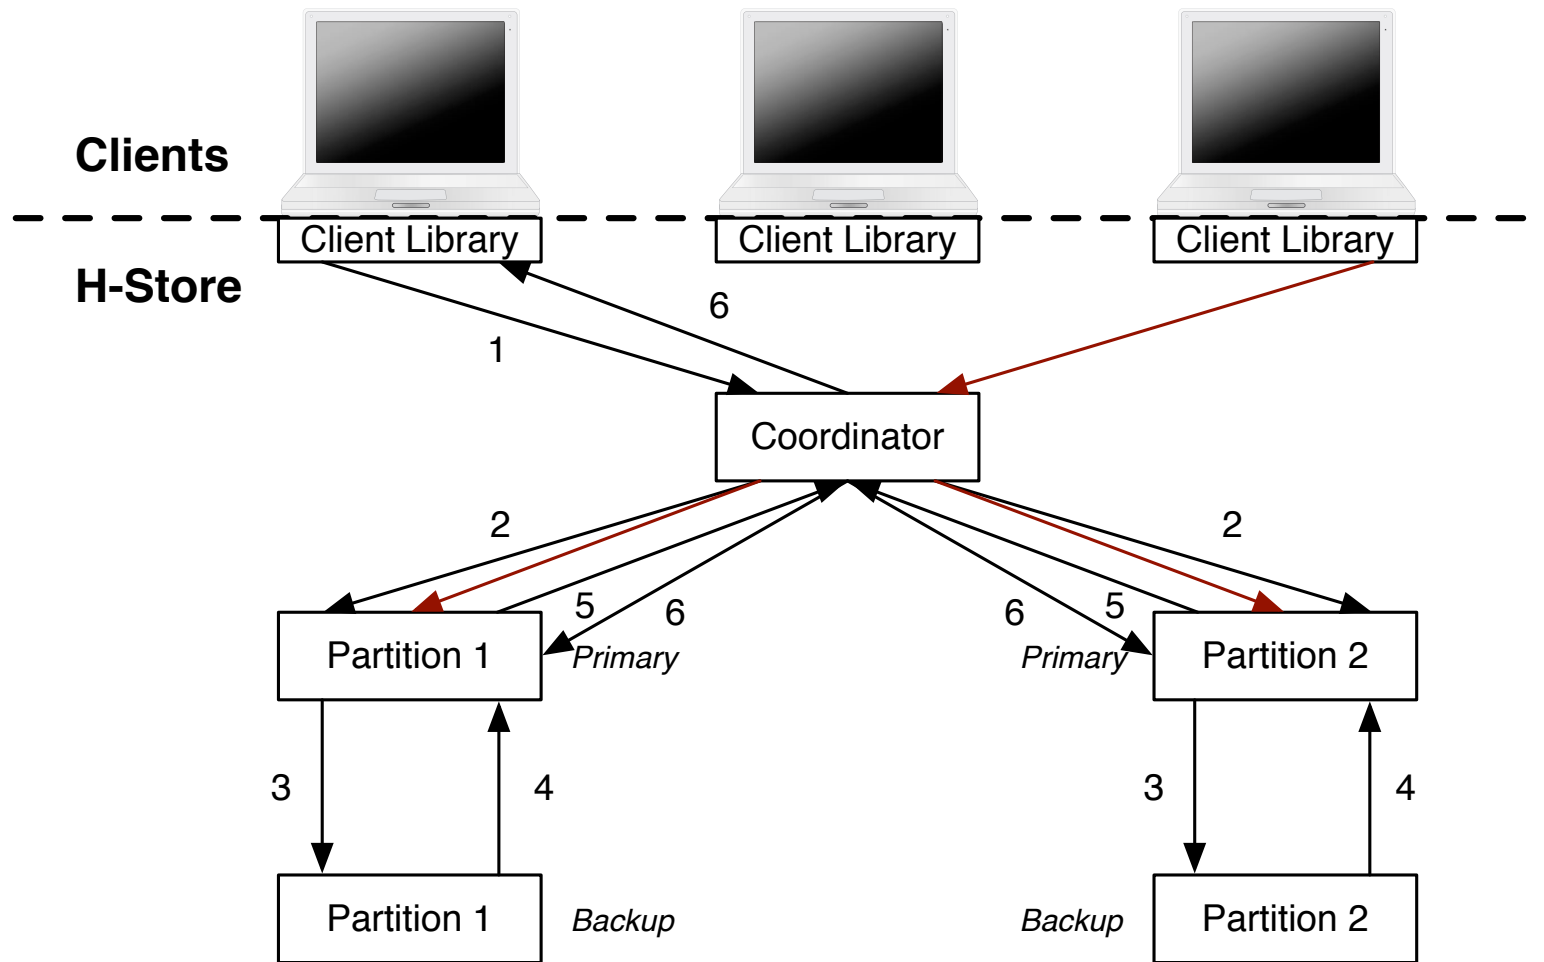 Clients
Client Library
Client Library
Client Library
H-Store
6
1
Coordinator
2
2
5
6
6
5
Partition 1
Primary
Primary
Partition 2
3
4
3
4
Partition 1
Backup
Backup
Partition 2